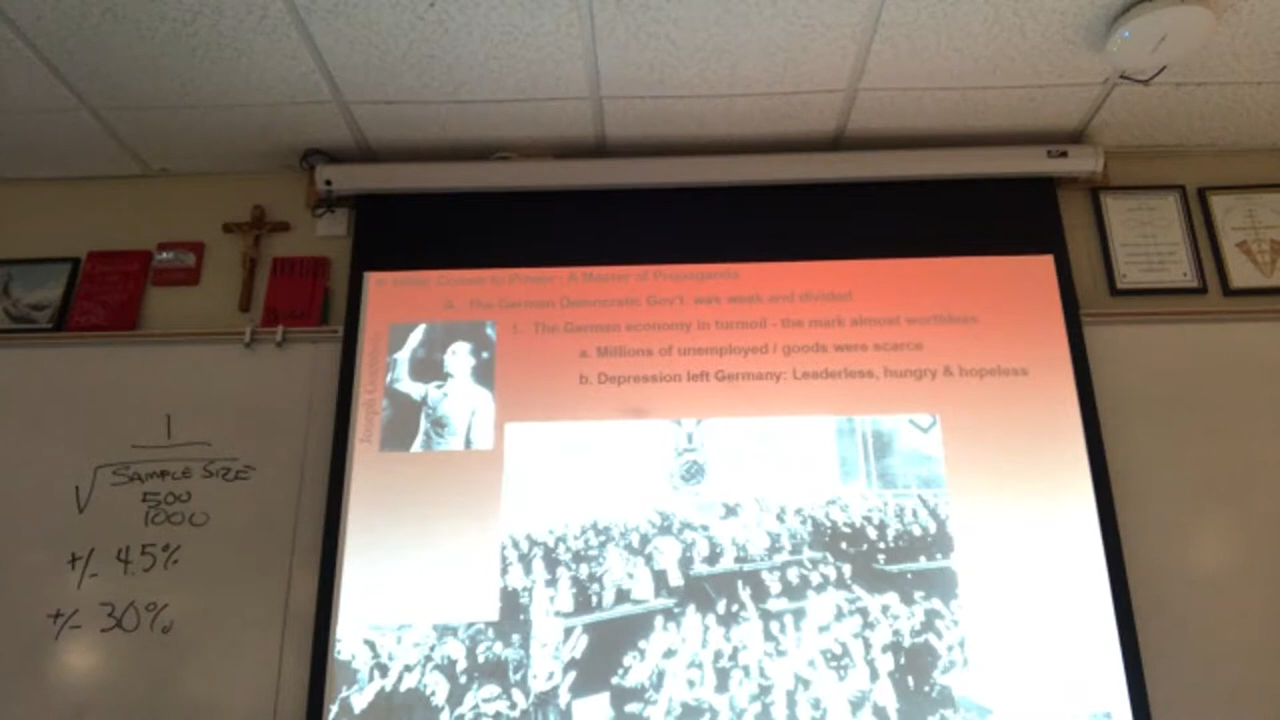 1
SAMPLE SIZE
500
1000
+/- 4.5%
+/- 30%
Hitler Comes to Power: A Master of Propaganda
a. The German Democratic Gov't. was weak and divided
1. The German economy in turmoil - the mark almost worthless
a. Millions of unemployed / goods were scarce
b. Depression left Germany: Leaderless, hungry & hopeless
Joseph Goebbels